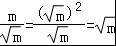 m/√m = (√m)²/√m = √m